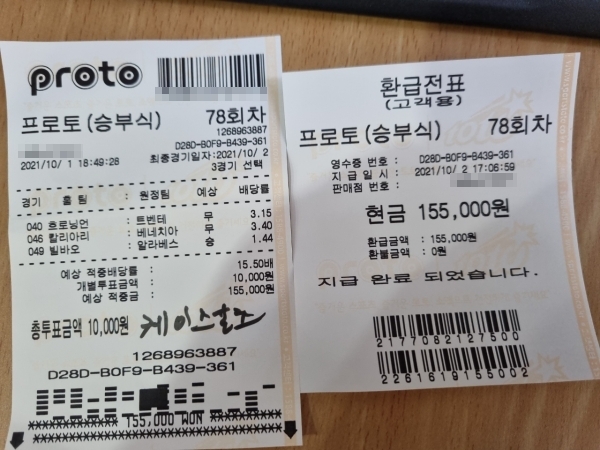 proto
프로토(승부식) 78회차
1268963887
D28D-B0F9-B439-361
2021/10/ 1 18:49:28 최종경기일자:2021/10/ 2
3경기 선택
경기 홈 팀 : 원정팀 예상 배당률
040 흐로닝언 : 트벤테 무 3.15
046 칼리아리 : 베네치아 무 3.40
049 빌바오 : 알라베스 승 1.44
예상 적중배당률 : 15.50배
개별투표금액 : 10,000원
예상 적중금 : 155,000원
총투표금액 10,000원
1268963887
D28D-B0F9-B439-361
155,000 WON
환급전표
(고객용)
프로토(승부식) 78회차
영수증 번호 : D28D-B0F9-B439-361
지 급 일 시 : 2021/10/ 2 17:06:59
판매점 번호 :
현금 155,000원
환급금액 : 155,000원
환불금액 : 0원
지급 완료 되었습니다.
2177082127500
2261619155002